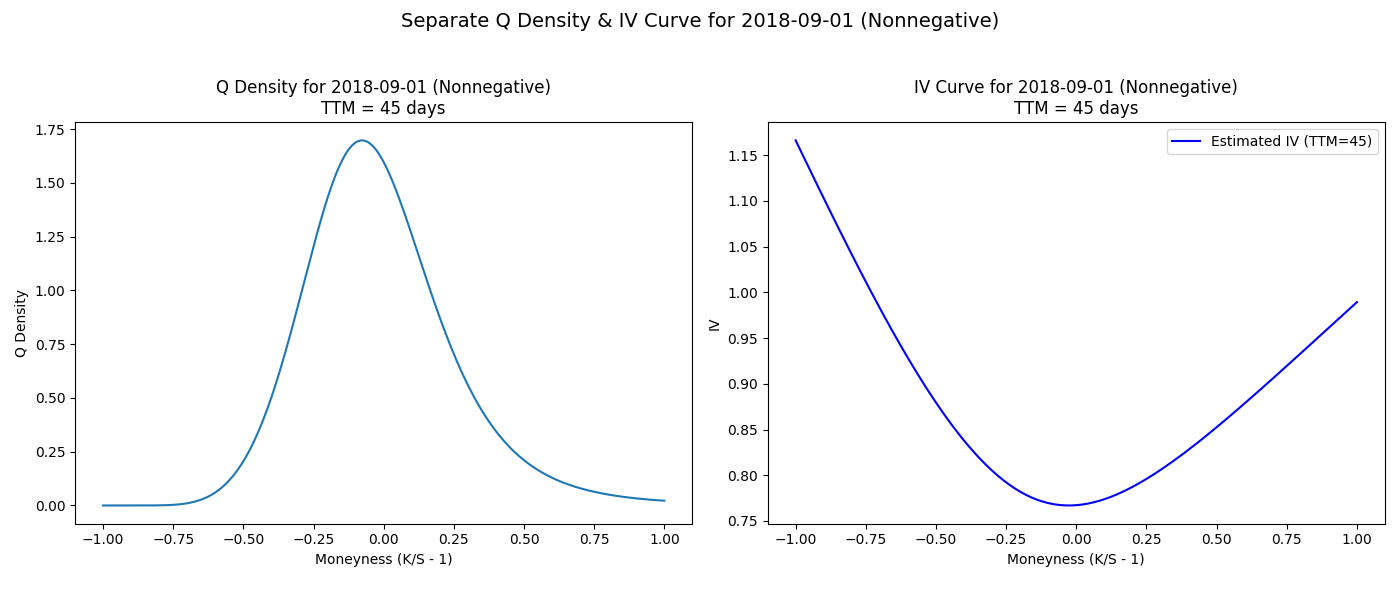 Separate Q Density & IV Curve for 2018-09-01 (Nonnegative)
Q Density for 2018-09-01 (Nonnegative)
TTM = 45 days
1.75
1.50
1.25
1.00
0.75
0.50
0.25
0.00
Q Density
−1.00 −0.75 −0.50 −0.25 0.00 0.25 0.50 0.75 1.00
Moneyness (K/S - 1)
IV Curve for 2018-09-01 (Nonnegative)
TTM = 45 days
Estimated IV (TTM=45)
1.15
1.10
1.05
1.00
0.95
0.90
0.85
0.80
0.75
IV
−1.00 −0.75 −0.50 −0.25 0.00 0.25 0.50 0.75 1.00
Moneyness (K/S - 1)